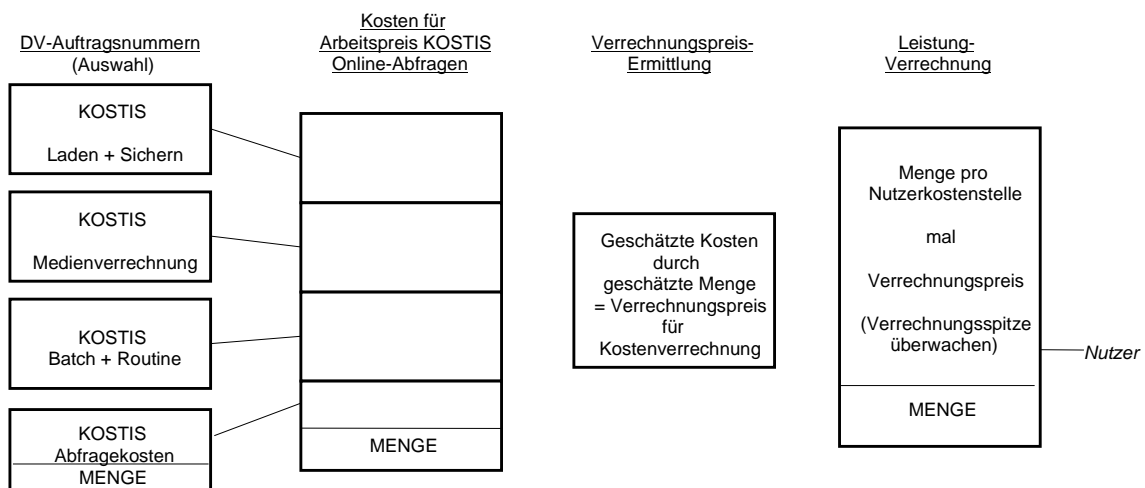 DV-Auftragsnummern
(Auswahl)
KOSTIS
Laden + Sichern
KOSTIS
Medienverrechnung
KOSTIS
Batch + Routine
KOSTIS
Abfragekosten
MENGE
Kosten für
Arbeitspreis KOSTIS
Online-Abfragen
MENGE
Verrechnungspreis-
Ermittlung
Geschätzte Kosten
durch
geschätzte Menge
= Verrechnungspreis
für
Kostenverrechnung
Leistung-
Verrechnung
Menge pro
Nutzerkostenstelle
mal
Verrechnungspreis
(Verrechnungsspitze
überwachen)
MENGE
Nutzer